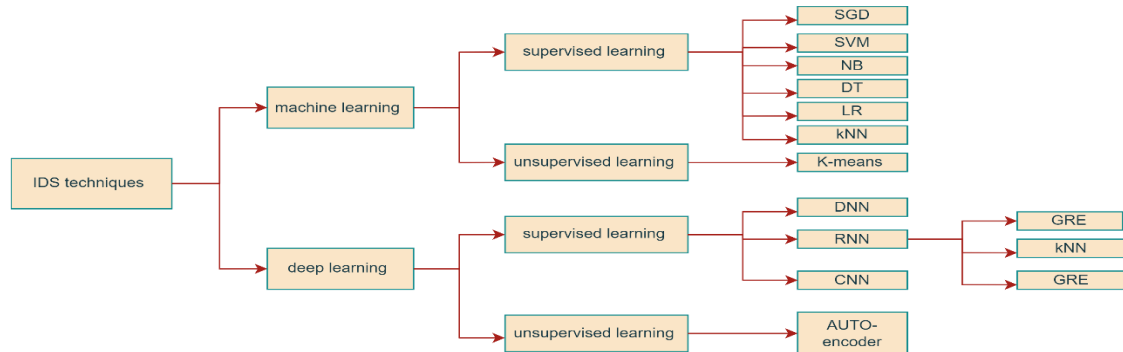 IDS techniques
machine learning
supervised learning
SGD
SVM
NB
DT
LR
kNN
unsupervised learning
K-means
deep learning
supervised learning
DNN
RNN
GRE
kNN
GRE
CNN
unsupervised learning
AUTO-
encoder